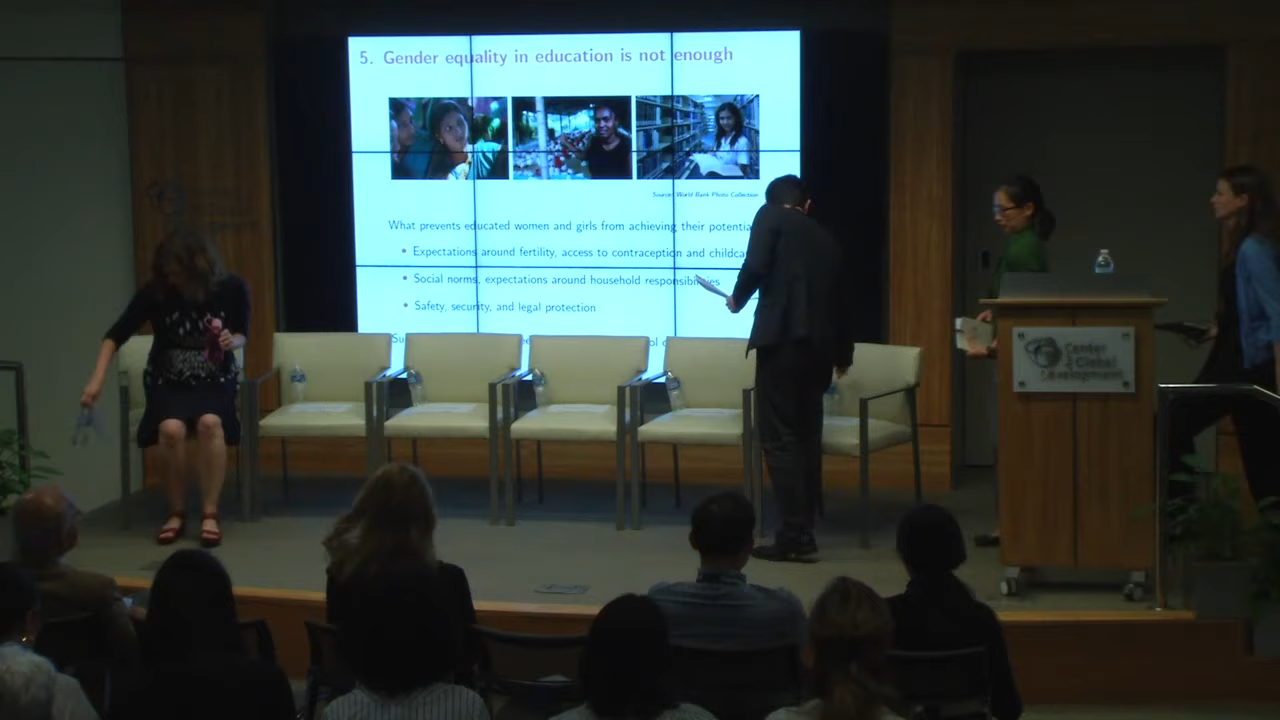 5. Gender equality in education is not enough
Source: World Bank Photo Collection
What prevents educated women and girls from achieving their potentia
• Expectations around fertility, access to contraception and childca
• Social norms, expectations around household responsibilities
• Safety, security, and legal protection
Center
Global
Development